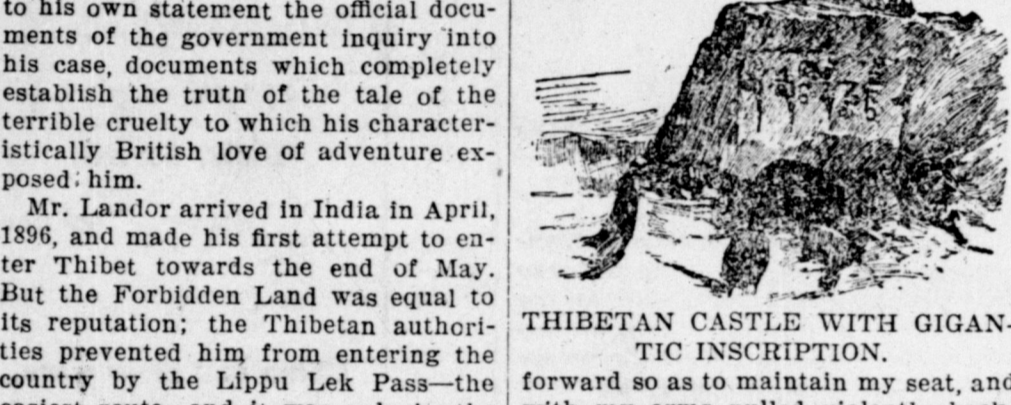 to his own statement the official docu-
ments of the government inquiry into
his case, documents which completely
establish the truth of the tale of the
terrible cruelty to which his character-
istically British love of adventure ex-
posed him.
Mr. Landor arrived in India in April,
1896, and made his first attempt to en-
ter Thibet towards the end of May.
But the Forbidden Land was equal to
its reputation; the Thibetan authori-
ties prevented him from entering the
country by the Lippu Lek Pass—the
THIBETAN CASTLE WITH GIGAN-
TIC INSCRIPTION.
forward so as to maintain my seat, and